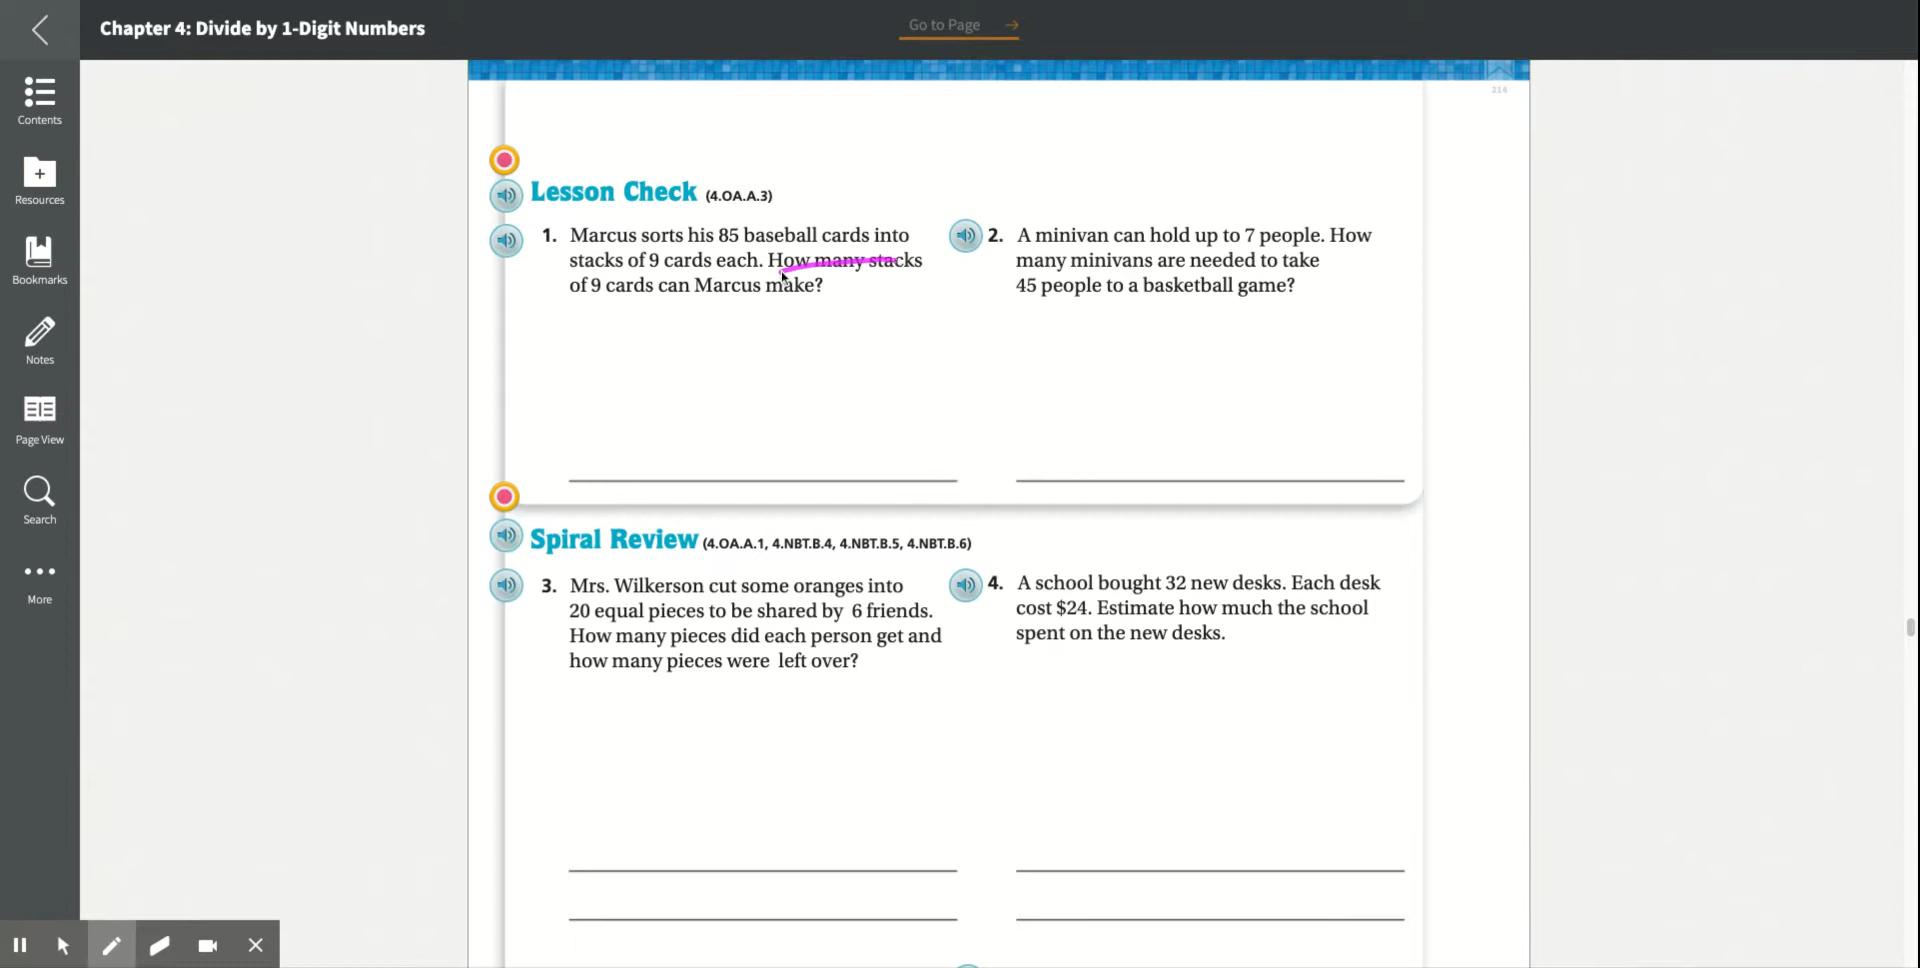 Chapter 4: Divide by 1-Digit Numbers
Go to Page →
Contents
Resources
Bookmarks
Notes
Page View
Search
More
214
Lesson Check (4.OA.A.3)
1. Marcus sorts his 85 baseball cards into
stacks of 9 cards each. How many stacks
of 9 cards can Marcus make?
2. A minivan can hold up to 7 people. How
many minivans are needed to take
45 people to a basketball game?
Spiral Review (4.OA.A.1, 4.NBT.B.4, 4.NBT.B.5, 4.NBT.B.6)
3. Mrs. Wilkerson cut some oranges into
20 equal pieces to be shared by 6 friends.
How many pieces did each person get and
how many pieces were left over?
4. A school bought 32 new desks. Each desk
cost $24. Estimate how much the school
spent on the new desks.